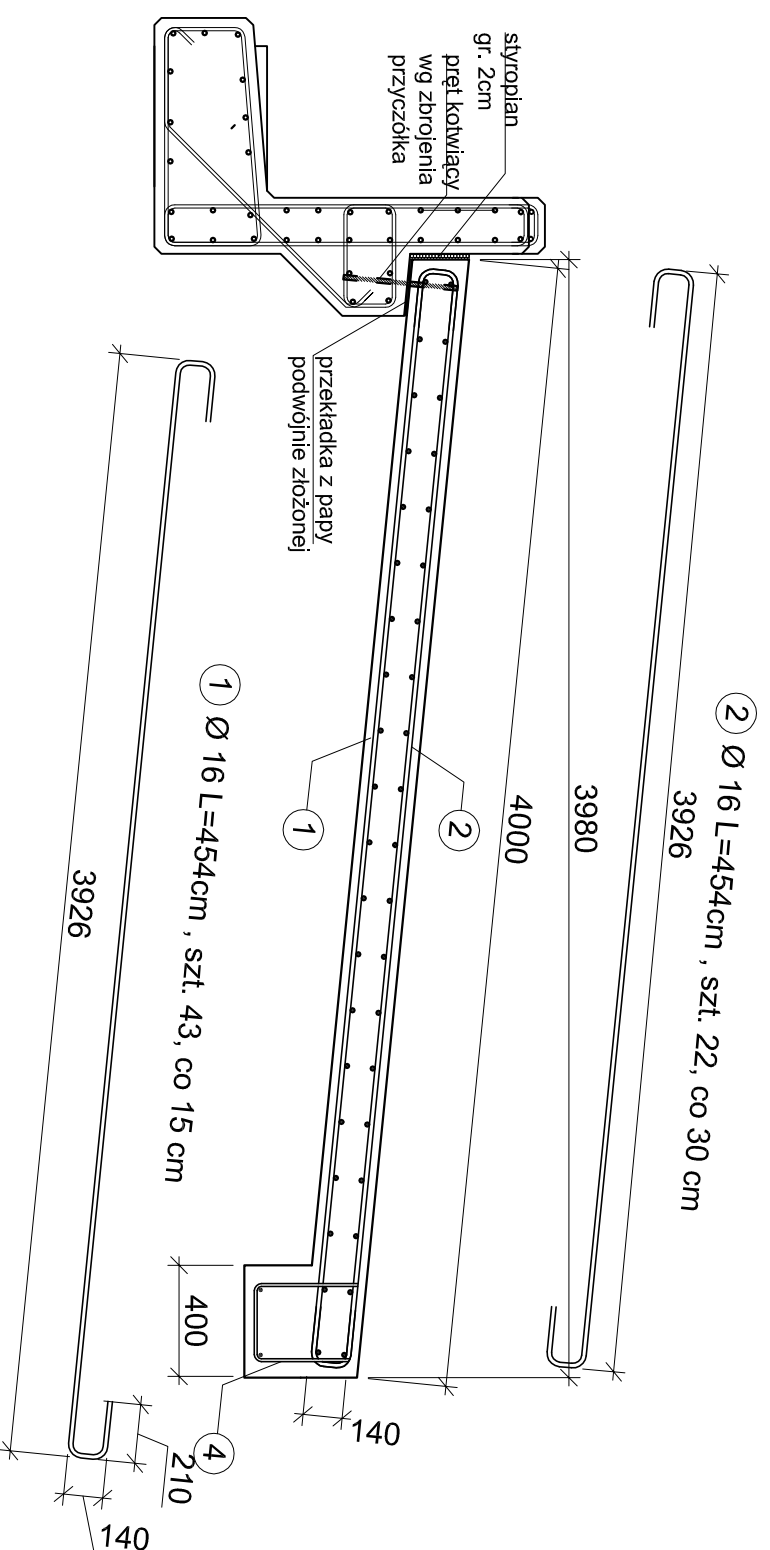 styropian
gr. 2cm
pręt kotwiący
wg zbrojenia
przyczółka
przekładka z papy
podwójnie złożonej
2 Ø 16 L=454cm , szt. 22, co 30 cm
3926
3980
4000
2
1
1 Ø 16 L=454cm , szt. 43, co 15 cm
3926
400
4
140
210
140